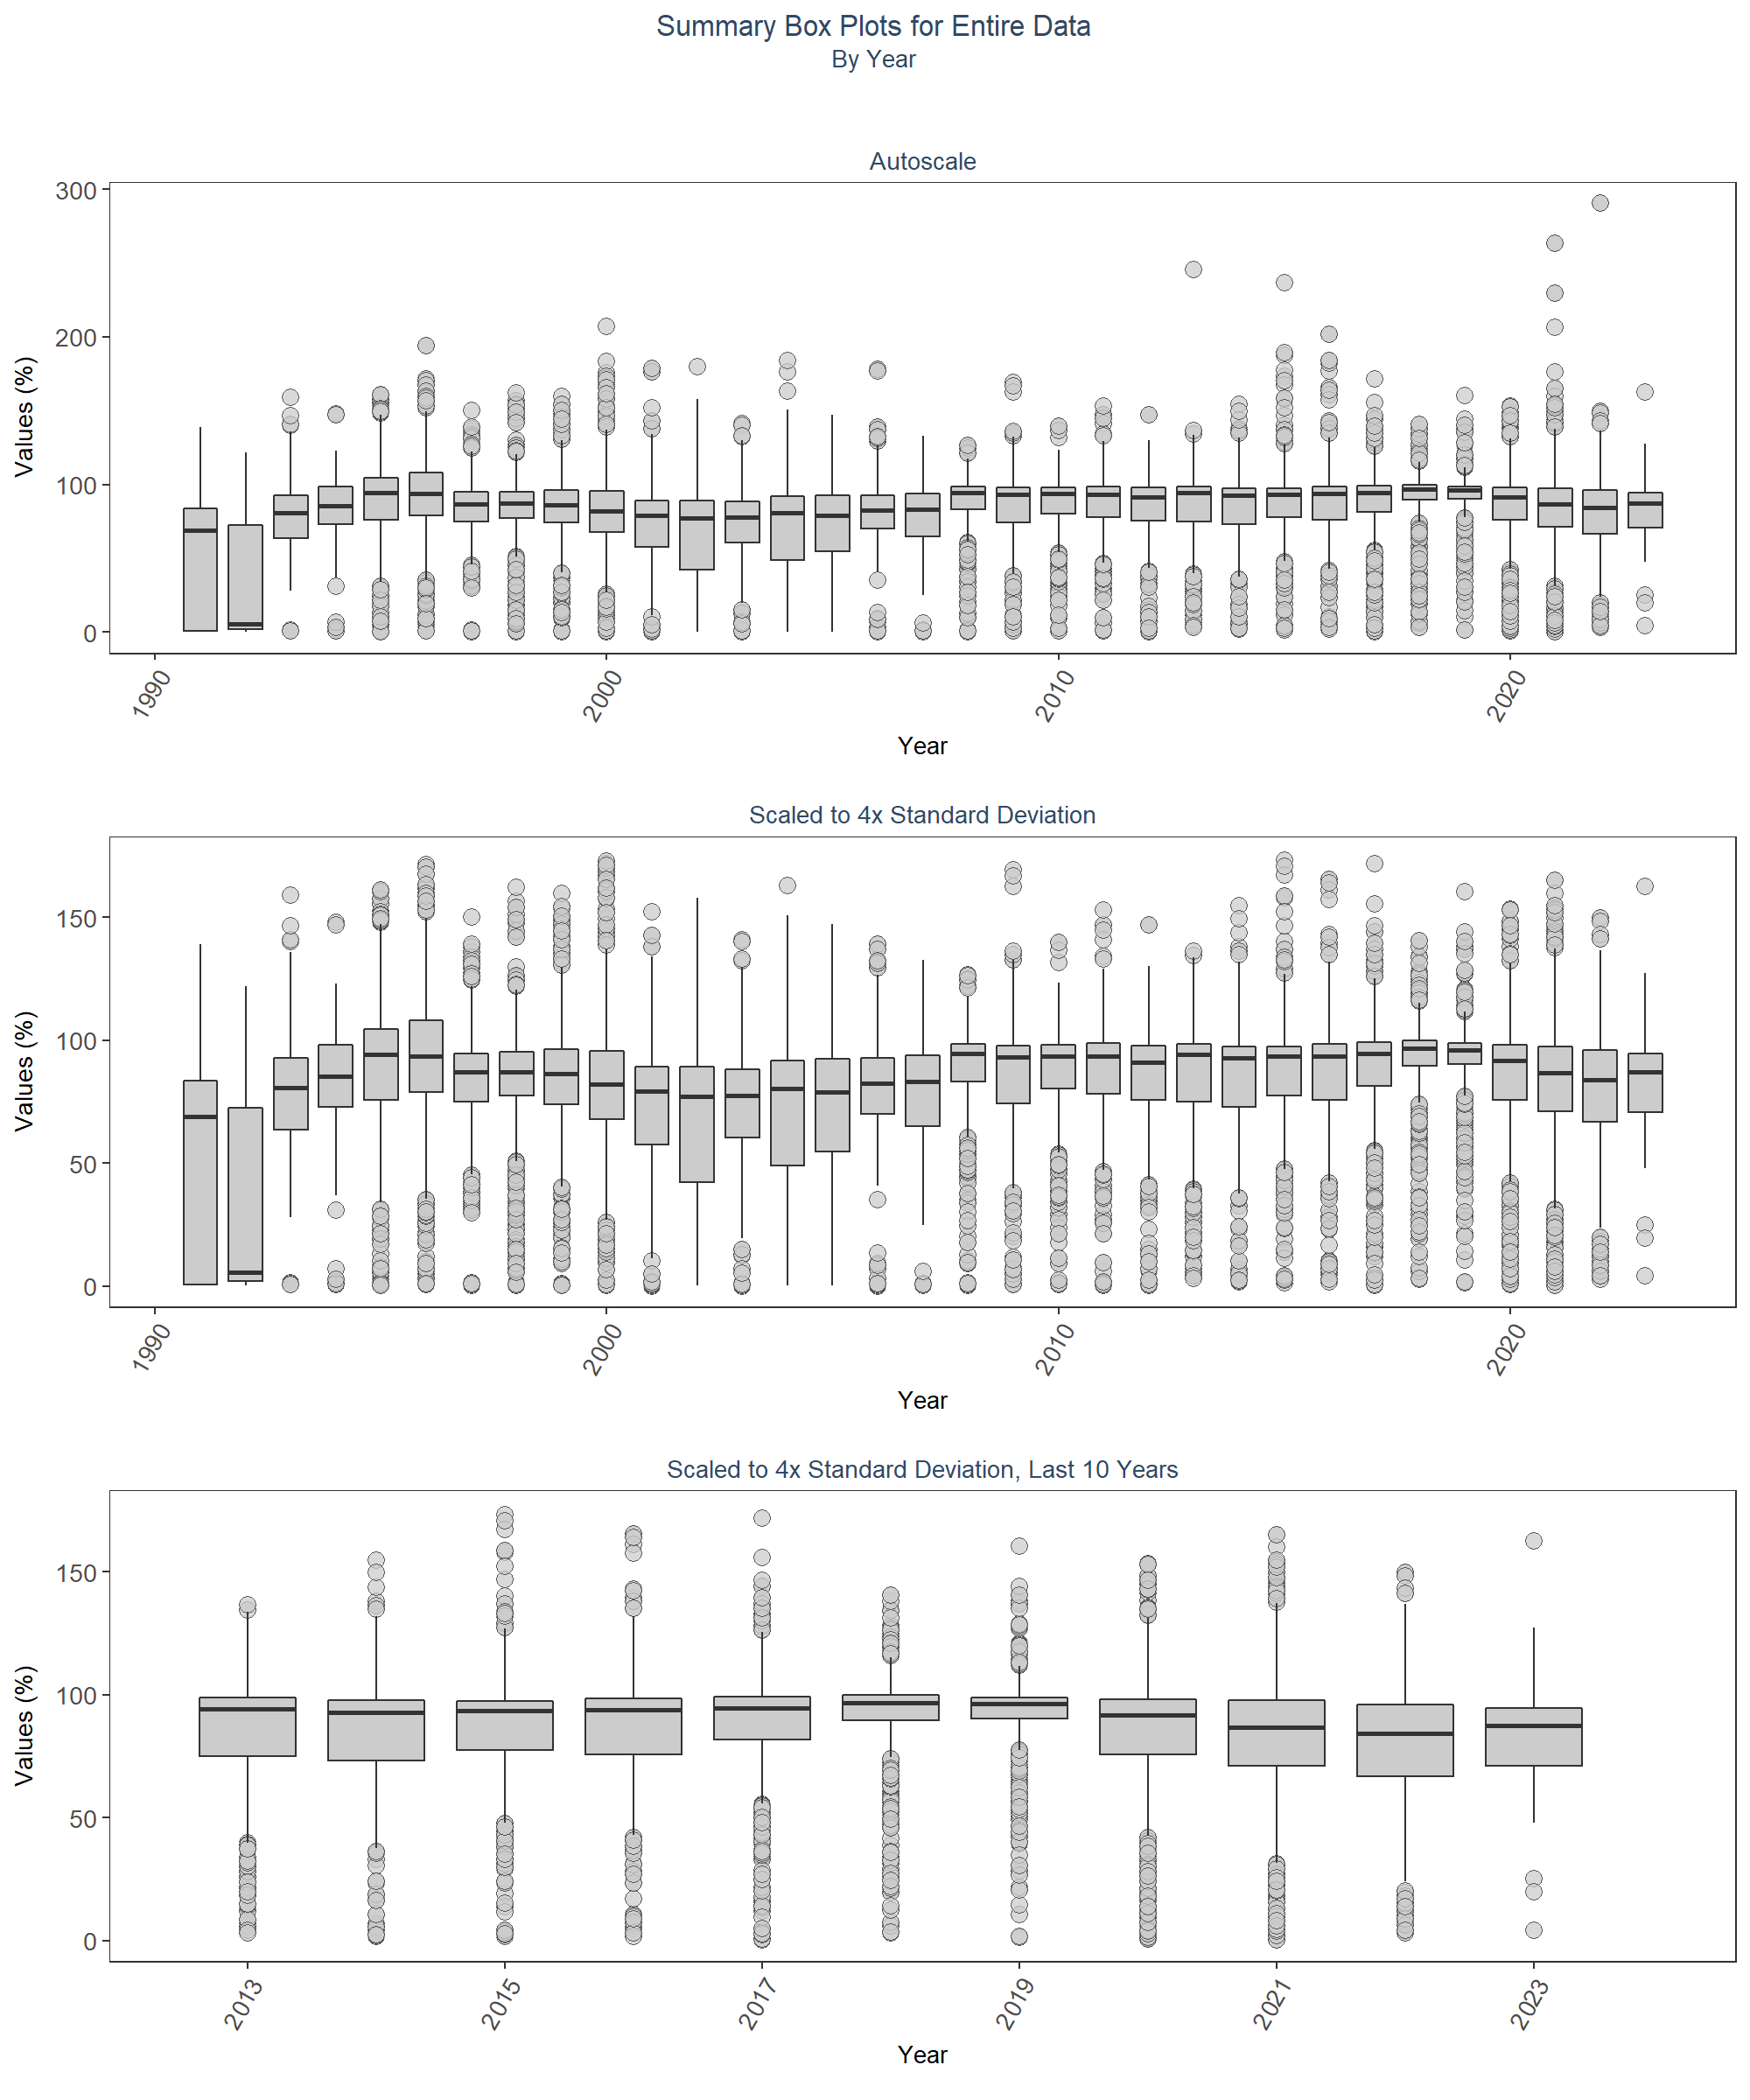 Summary Box Plots for Entire Data
By Year
Autoscale
300
200
100
0
Values (%)
1990
2000
2010
2020
Year
Scaled to 4x Standard Deviation
150
100
50
0
Values (%)
1990
2000
2010
2020
Year
Scaled to 4x Standard Deviation, Last 10 Years
150
100
50
0
Values (%)
2013
2015
2017
2019
2021
2023
Year